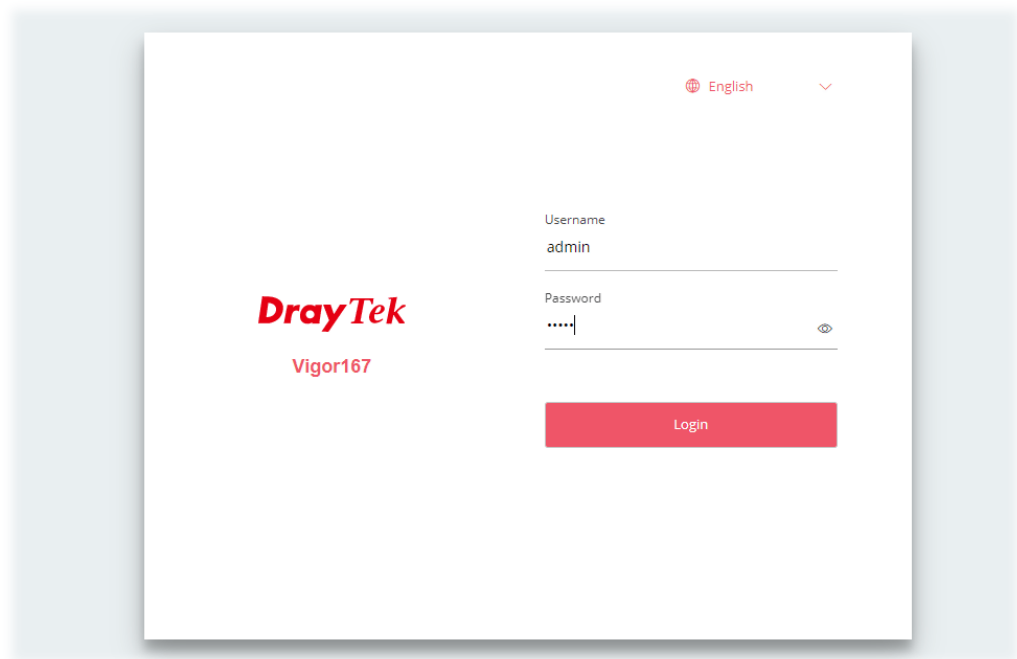 English
Username
admin
Password
•••••
DrayTek
Vigor167
Login